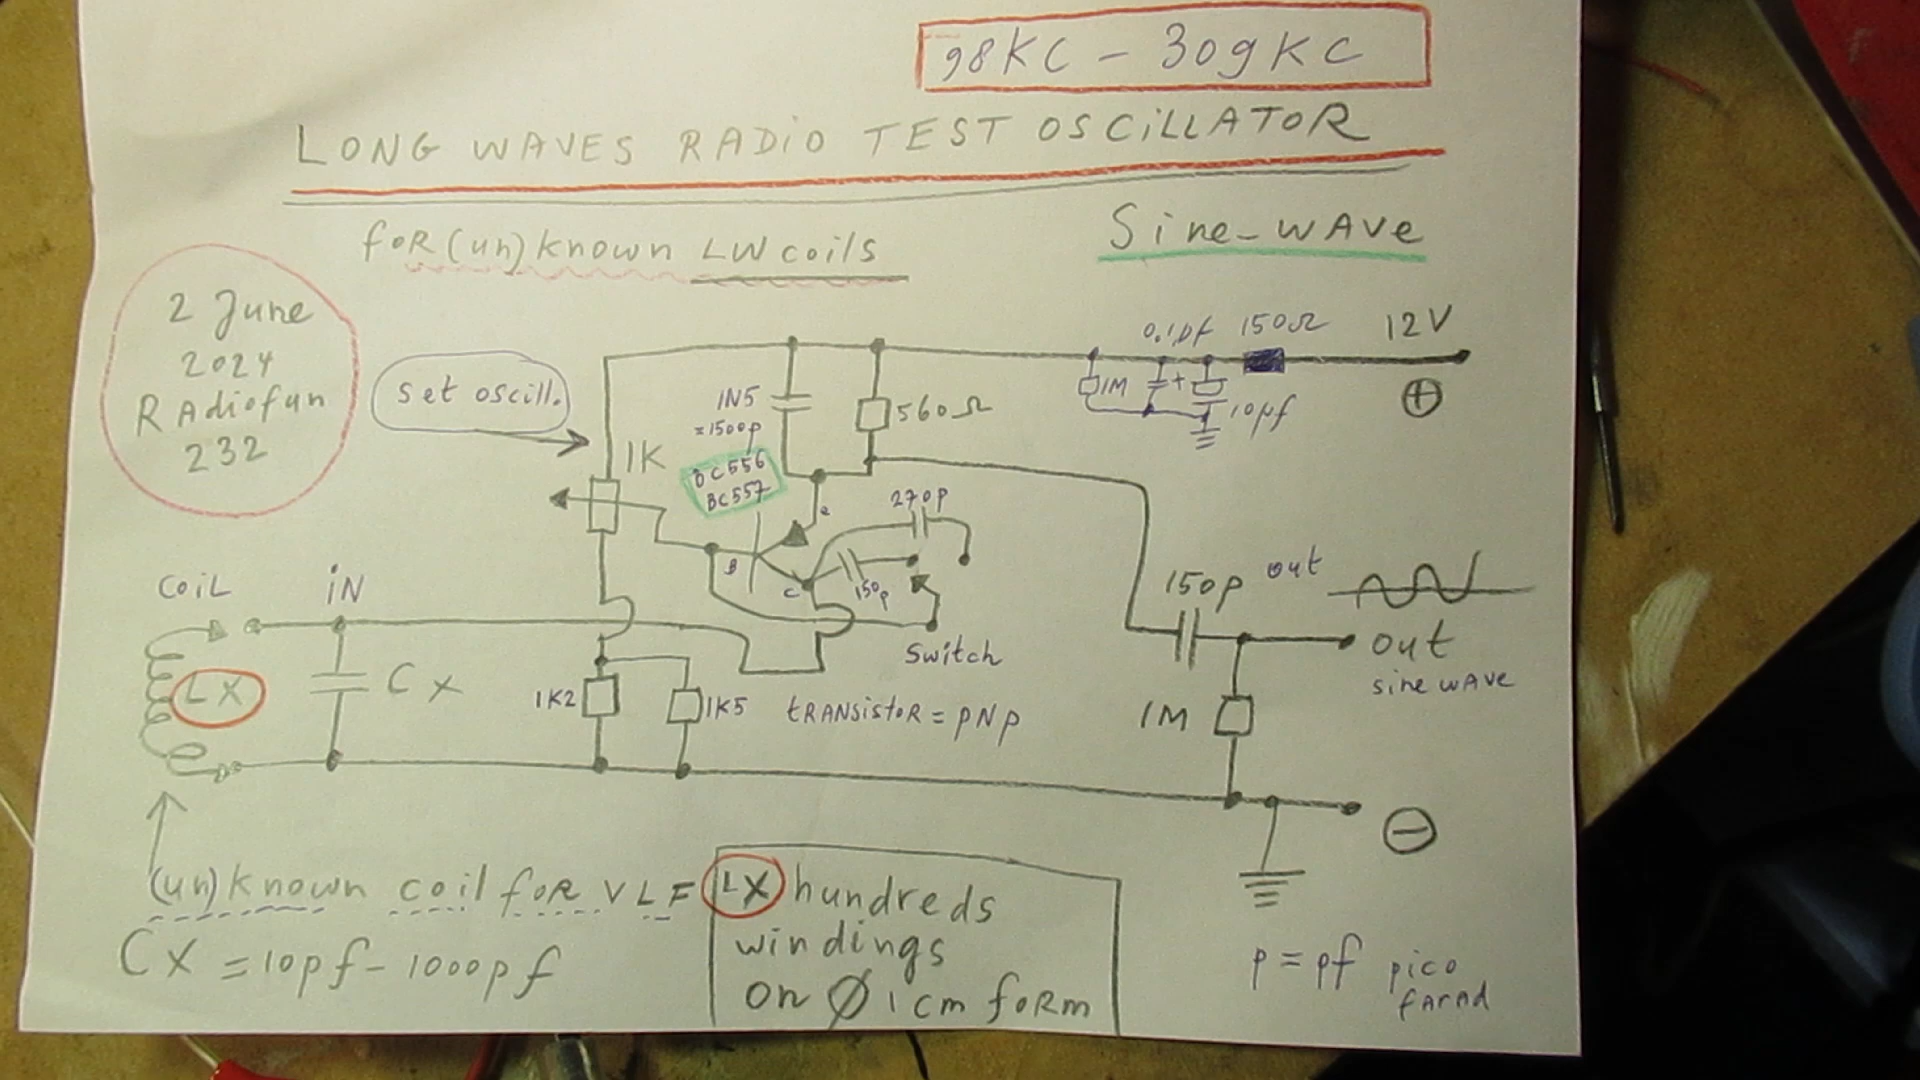 98KC - 309KC
LONG WAVES RADiO TEST OSCiLLATOR
foR (un)known LW coils
Sine-wAve
2 June
2024
RAdiofun
232
set oscill.
1K
1N5
=1500p
BC556
BC557
560Ω
0.1µf 150Ω 12V
1M
+
10µf
+
e
B
C
270p
150p
Switch
COiL
iN
LX
CX
1K2
1K5
tRANSistoR = PNP
150p
out
out
sine wAve
1M
−
(un)known coil foR VLF
CX = 10pf - 1000pf
LX hundreds
windings
on Ø 1cm foRm
p = pf pico
fARAd